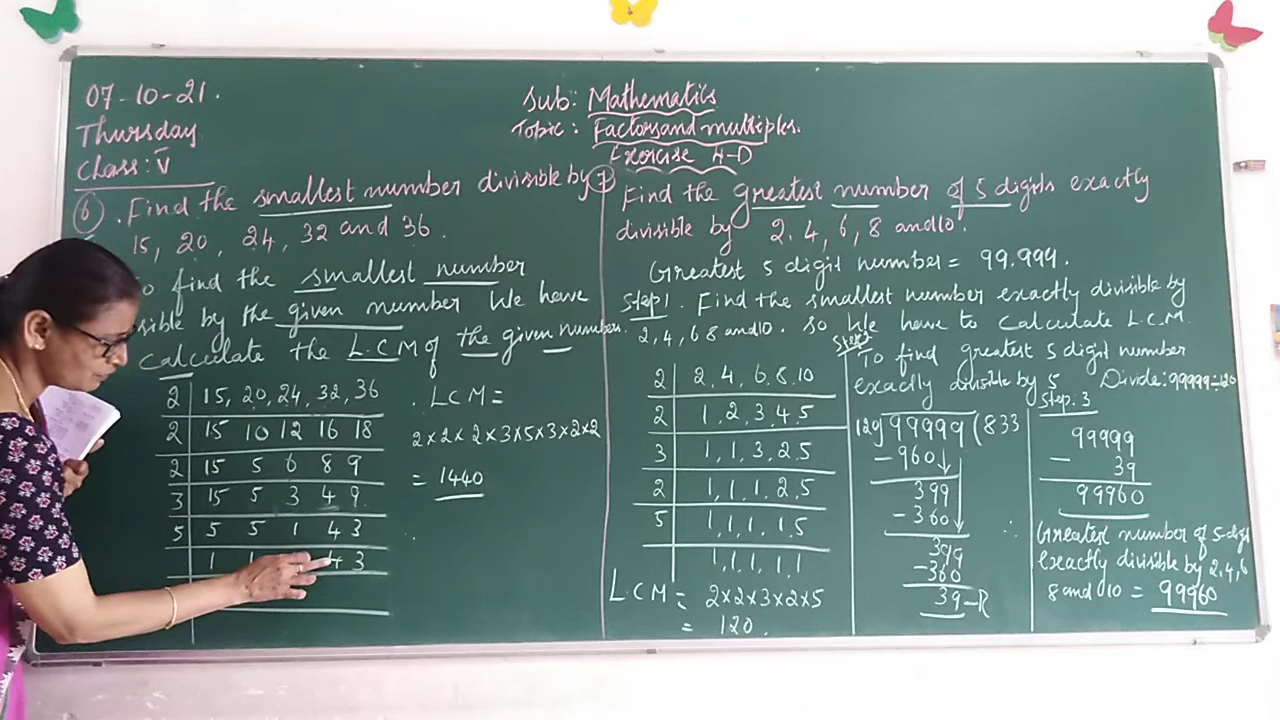 07-10-21.
Thursday
Class: V
Sub: Mathematics
Topic: Factors and multiples.
Exercise 4-D
6. Find the smallest number divisible by
15, 20, 24, 32 and 36.
To find the smallest number
sible by the given number We have
calculate the L.C.M of the given number.
2 | 15, 20, 24, 32, 36
2 | 15 10 12 16 18
2 | 15 5 6 8 9
3 | 15 5 3 4 9.
5 | 5 5 1 4 3
1 1 4 3
LCM =
2×2×2×3×5×3×2×2
= 1440
7 Find the greatest number of 5 digits exactly
divisible by 2, 4, 6, 8 and 10.
Greatest 5 digit number = 99,999.
Step 1. Find the smallest number exactly divisible by
2, 4, 6 8 and 10. So We have to calculate L.C.M.
2 | 2, 4, 6, 8, 10
2 | 1, 2, 3, 4, 5
3 | 1, 1, 3, 2, 5
2 | 1, 1, 1, 2, 5
5 | 1, 1, 1, 1, 5
1, 1, 1, 1, 1
LCM = 2×2×3×2×5
= 120.
Step 2
To find greatest 5 digit number
exactly divisible by 5 Divide: 99999÷120
120) 99999 (833
- 960
399
- 360
399
- 360
39-R
Step. 3
99999
- 39
99960
∴ Greatest number of 5-digit
exactly divisible by 2, 4, 6
8 and 10 = 99960